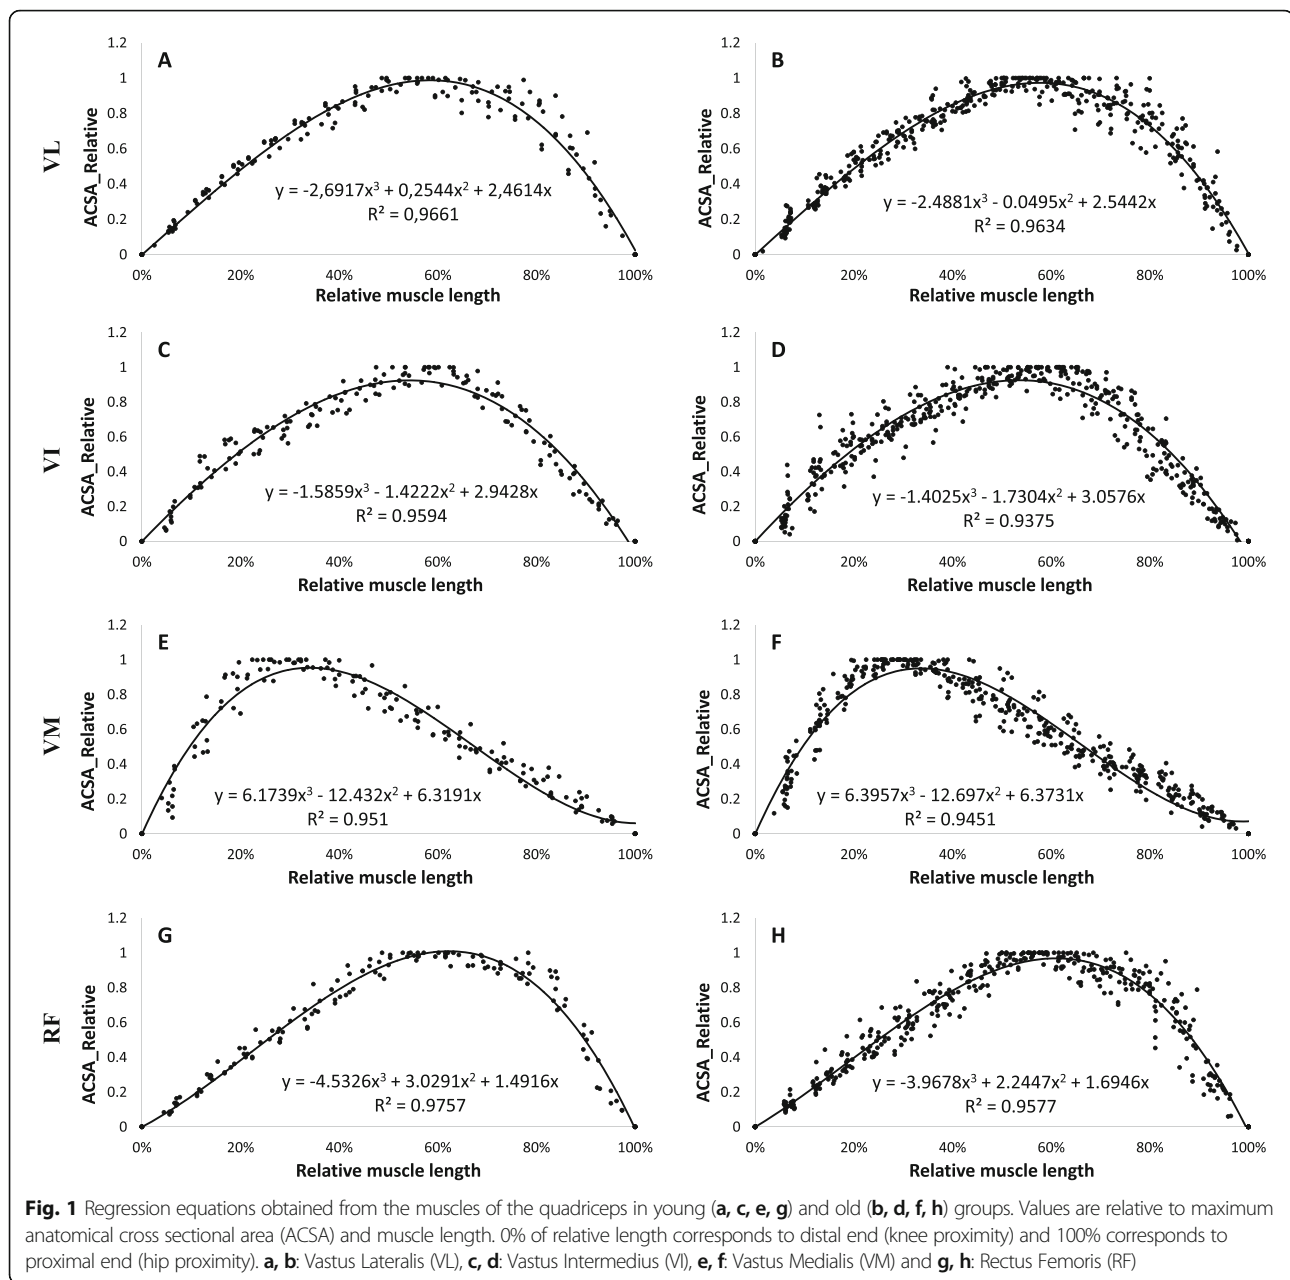 A
VL
ACSA_Relative
1.2
1
0.8
0.6
0.4
0.2
0
y = -2,6917x³ + 0,2544x² + 2,4614x
R² = 0,9661
0% 20% 40% 60% 80% 100%
Relative muscle length
B
ACSA_Relative
1.2
1
0.8
0.6
0.4
0.2
0
y = -2.4881x³ - 0.0495x² + 2.5442x
R² = 0.9634
0% 20% 40% 60% 80% 100%
Relative muscle length
C
VI
ACSA_Relative
1.2
1
0.8
0.6
0.4
0.2
0
y = -1.5859x³ - 1.4222x² + 2.9428x
R² = 0.9594
0% 20% 40% 60% 80% 100%
Relative muscle length
D
ACSA_Relative
1.2
1
0.8
0.6
0.4
0.2
0
y = -1.4025x³ - 1.7304x² + 3.0576x
R² = 0.9375
0% 20% 40% 60% 80% 100%
Relative muscle length
E
VM
ACSA_Relative
1.2
1
0.8
0.6
0.4
0.2
0
y = 6.1739x³ - 12.432x² + 6.3191x
R² = 0.951
0% 20% 40% 60% 80% 100%
Relative muscle length
F
ACSA_Relative
1.2
1
0.8
0.6
0.4
0.2
0
y = 6.3957x³ - 12.697x² + 6.3731x
R² = 0.9451
0% 20% 40% 60% 80% 100%
Relative muscle length
G
RF
ACSA_Relative
1.2
1
0.8
0.6
0.4
0.2
0
y = -4.5326x³ + 3.0291x² + 1.4916x
R² = 0.9757
0% 20% 40% 60% 80% 100%
Relative muscle length
H
ACSA_Relative
1.2
1
0.8
0.6
0.4
0.2
0
y = -3.9678x³ + 2.2447x² + 1.6946x
R² = 0.9577
0% 20% 40% 60% 80% 100%
Relative muscle length
Fig. 1 Regression equations obtained from the muscles of the quadriceps in young (a, c, e, g) and old (b, d, f, h) groups. Values are relative to maximum
anatomical cross sectional area (ACSA) and muscle length. 0% of relative length corresponds to distal end (knee proximity) and 100% corresponds to
proximal end (hip proximity). a, b: Vastus Lateralis (VL), c, d: Vastus Intermedius (VI), e, f: Vastus Medialis (VM) and g, h: Rectus Femoris (RF)